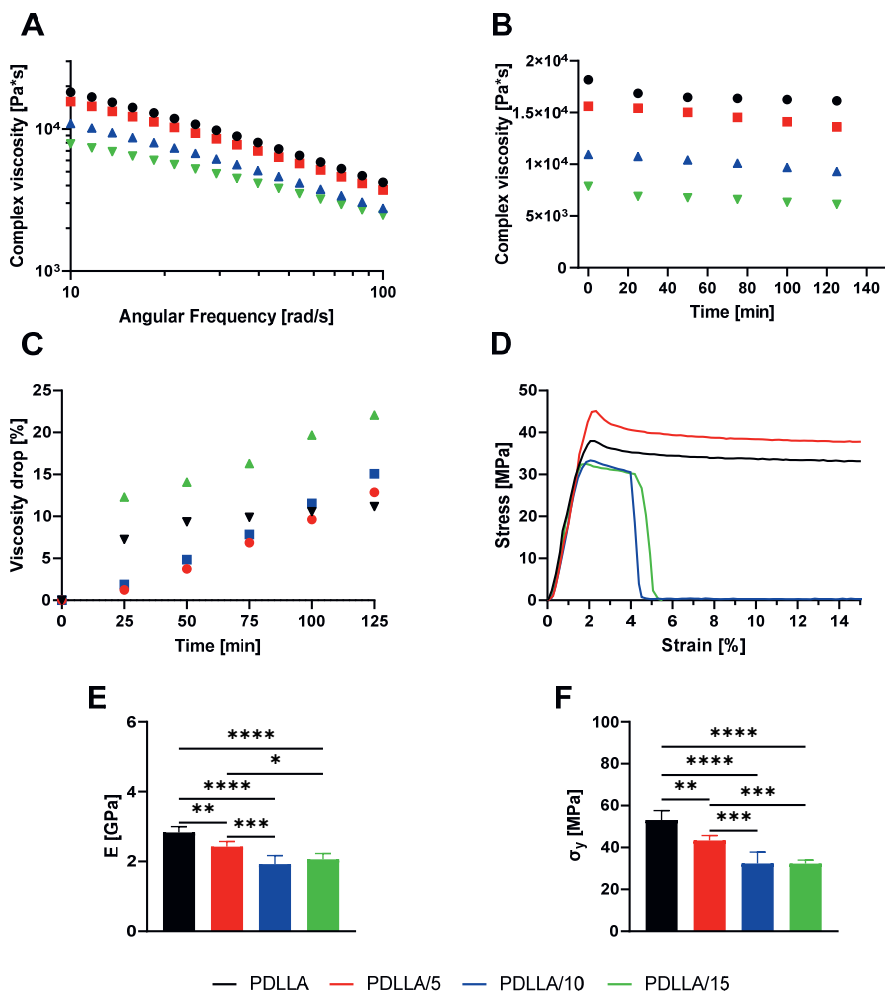 A
Complex viscosity [Pa*s]
10⁴
10³
10
100
Angular Frequency [rad/s]
B
Complex viscosity [Pa*s]
2×10⁴
1.5×10⁴
1×10⁴
5×10³
0
0 20 40 60 80 100 120 140
Time [min]
C
Viscosity drop [%]
25
20
15
10
5
0
0 25 50 75 100 125
Time [min]
D
Stress [MPa]
50
40
30
20
10
0
0 2 4 6 8 10 12 14
Strain [%]
E
E [GPa]
6
4
2
0
****
*
****
**
***
F
σy [MPa]
100
80
60
40
20
0
****
****
**
***
***
PDLLA PDLLA/5 PDLLA/10 PDLLA/15